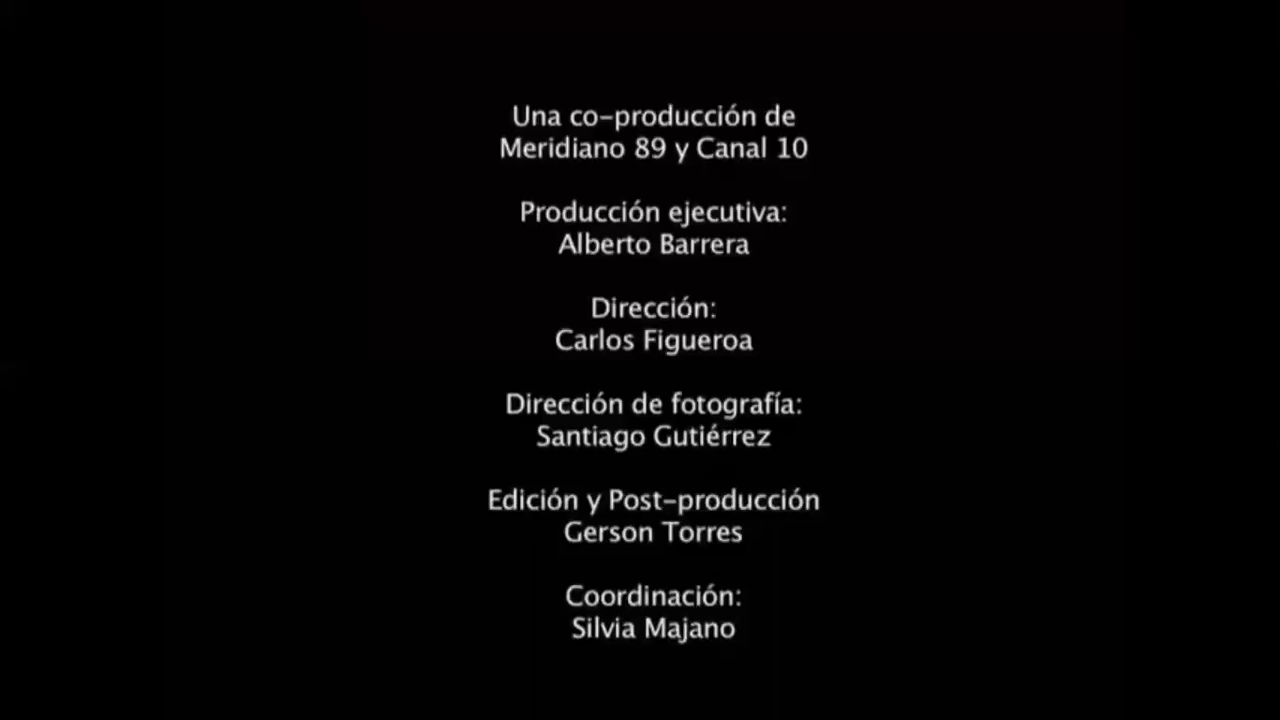 Una co-producción de
Meridiano 89 y Canal 10
Producción ejecutiva:
Alberto Barrera
Dirección:
Carlos Figueroa
Dirección de fotografía:
Santiago Gutiérrez
Edición y Post-producción
Gerson Torres
Coordinación:
Silvia Majano